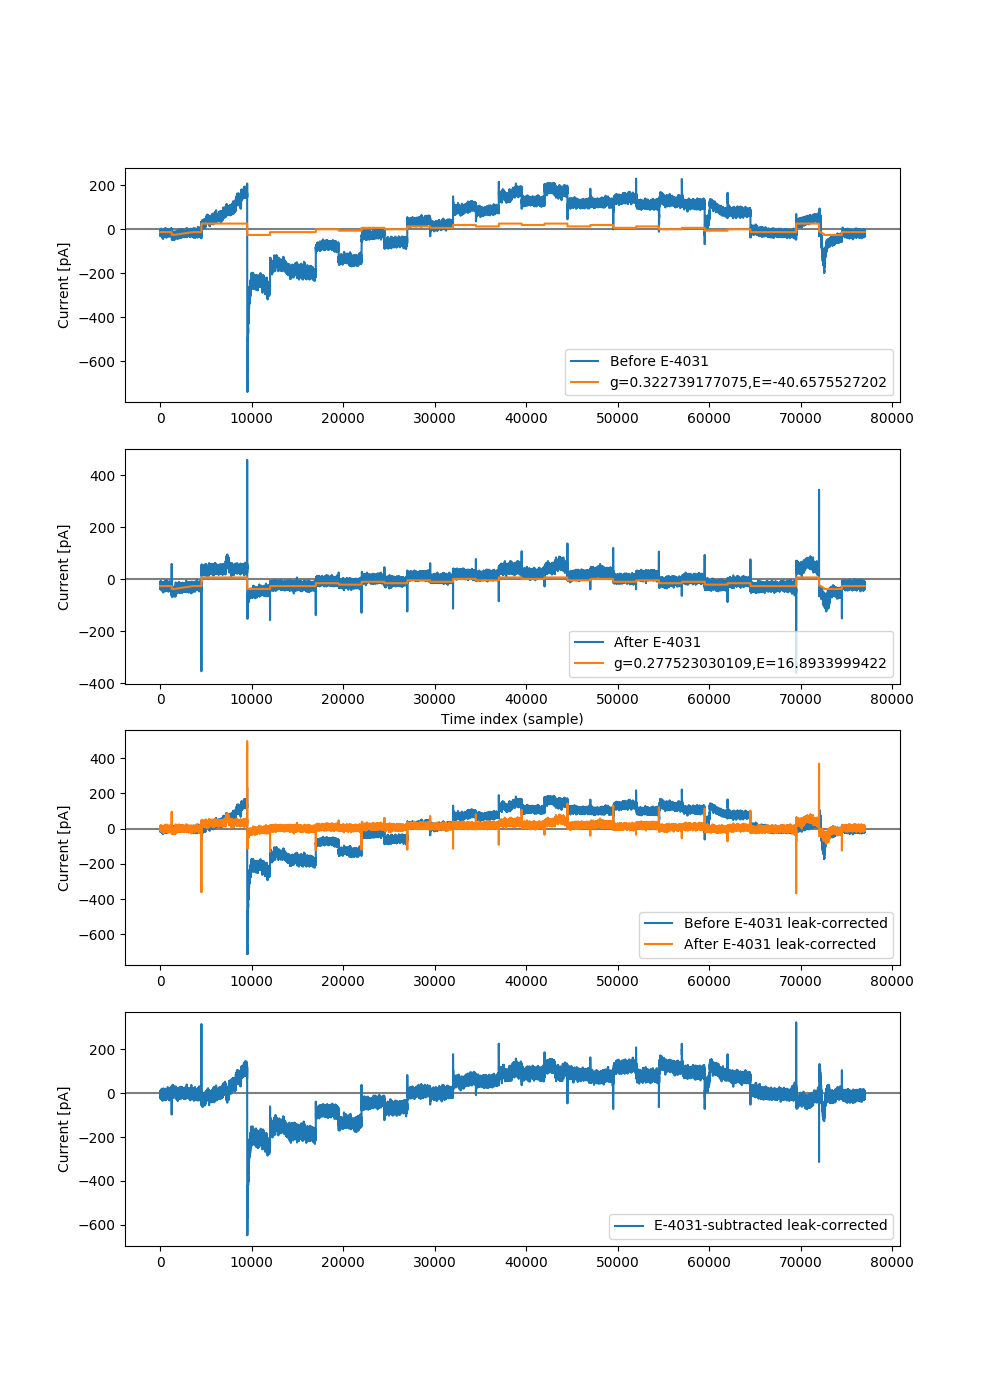 200
0
−200
−400
−600
Current [pA]
Before E-4031
g=0.322739177075,E=-40.6575527202
0 10000 20000 30000 40000 50000 60000 70000 80000
400
200
0
−200
−400
Current [pA]
After E-4031
g=0.277523030109,E=16.8933999422
0 10000 20000 30000 40000 50000 60000 70000 80000
Time index (sample)
400
200
0
−200
−400
−600
Current [pA]
Before E-4031 leak-corrected
After E-4031 leak-corrected
0 10000 20000 30000 40000 50000 60000 70000 80000
200
0
−200
−400
−600
Current [pA]
E-4031-subtracted leak-corrected
0 10000 20000 30000 40000 50000 60000 70000 80000